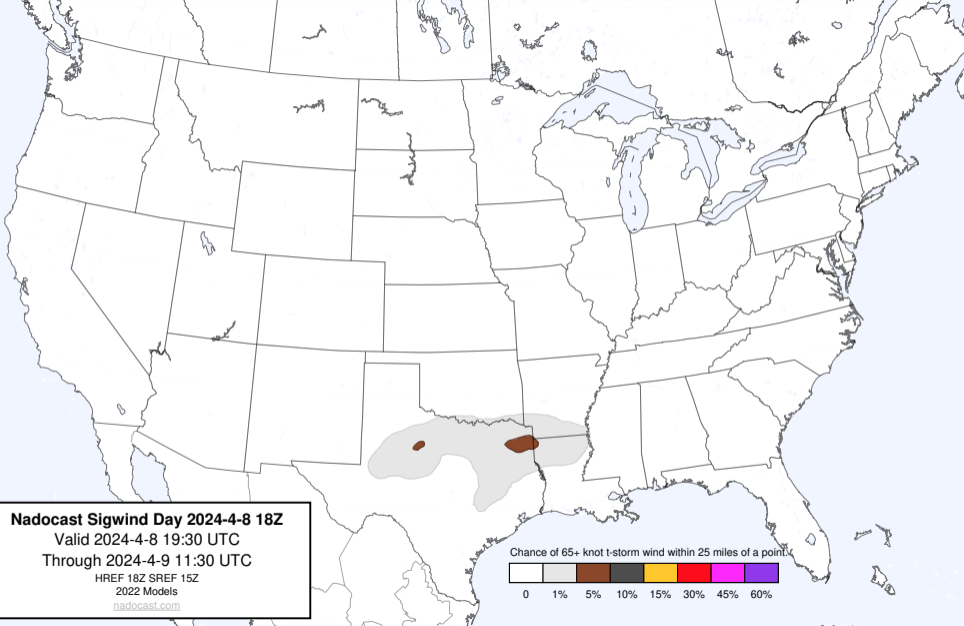 Nadocast Sigwind Day 2024-4-8 18Z
Valid 2024-4-8 19:30 UTC
Through 2024-4-9 11:30 UTC
HREF 18Z SREF 15Z
2022 Models
nadocast.com
Chance of 65+ knot t-storm wind within 25 miles of a point.
0 1% 5% 10% 15% 30% 45% 60%